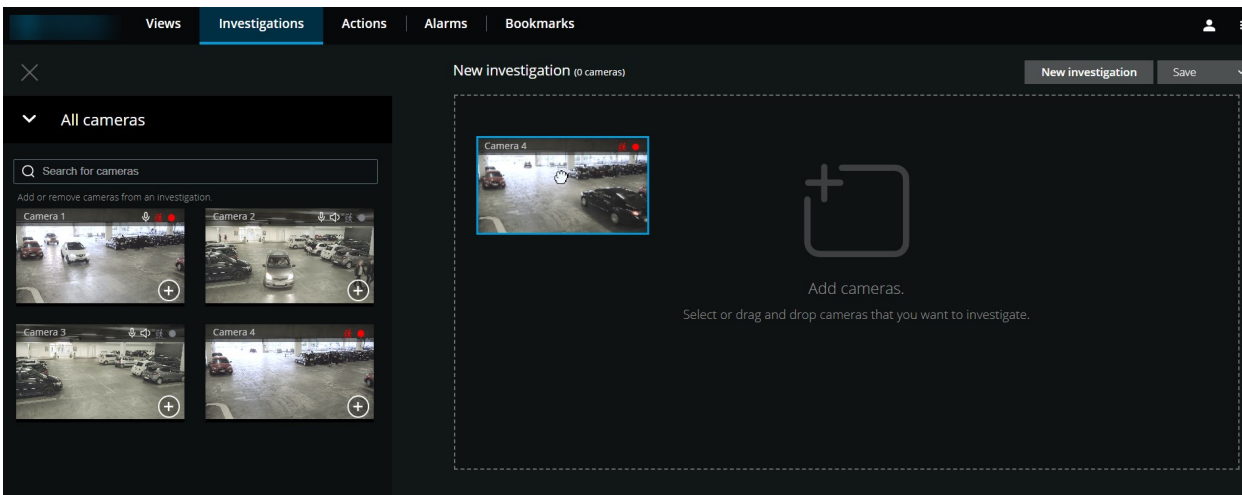 Views Investigations Actions Alarms Bookmarks
New investigation (0 cameras)
New investigation Save
All cameras
Search for cameras
Add or remove cameras from an investigation.
Camera 1
Camera 2
Camera 3
Camera 4
Camera 4
Add cameras.
Select or drag and drop cameras that you want to investigate.